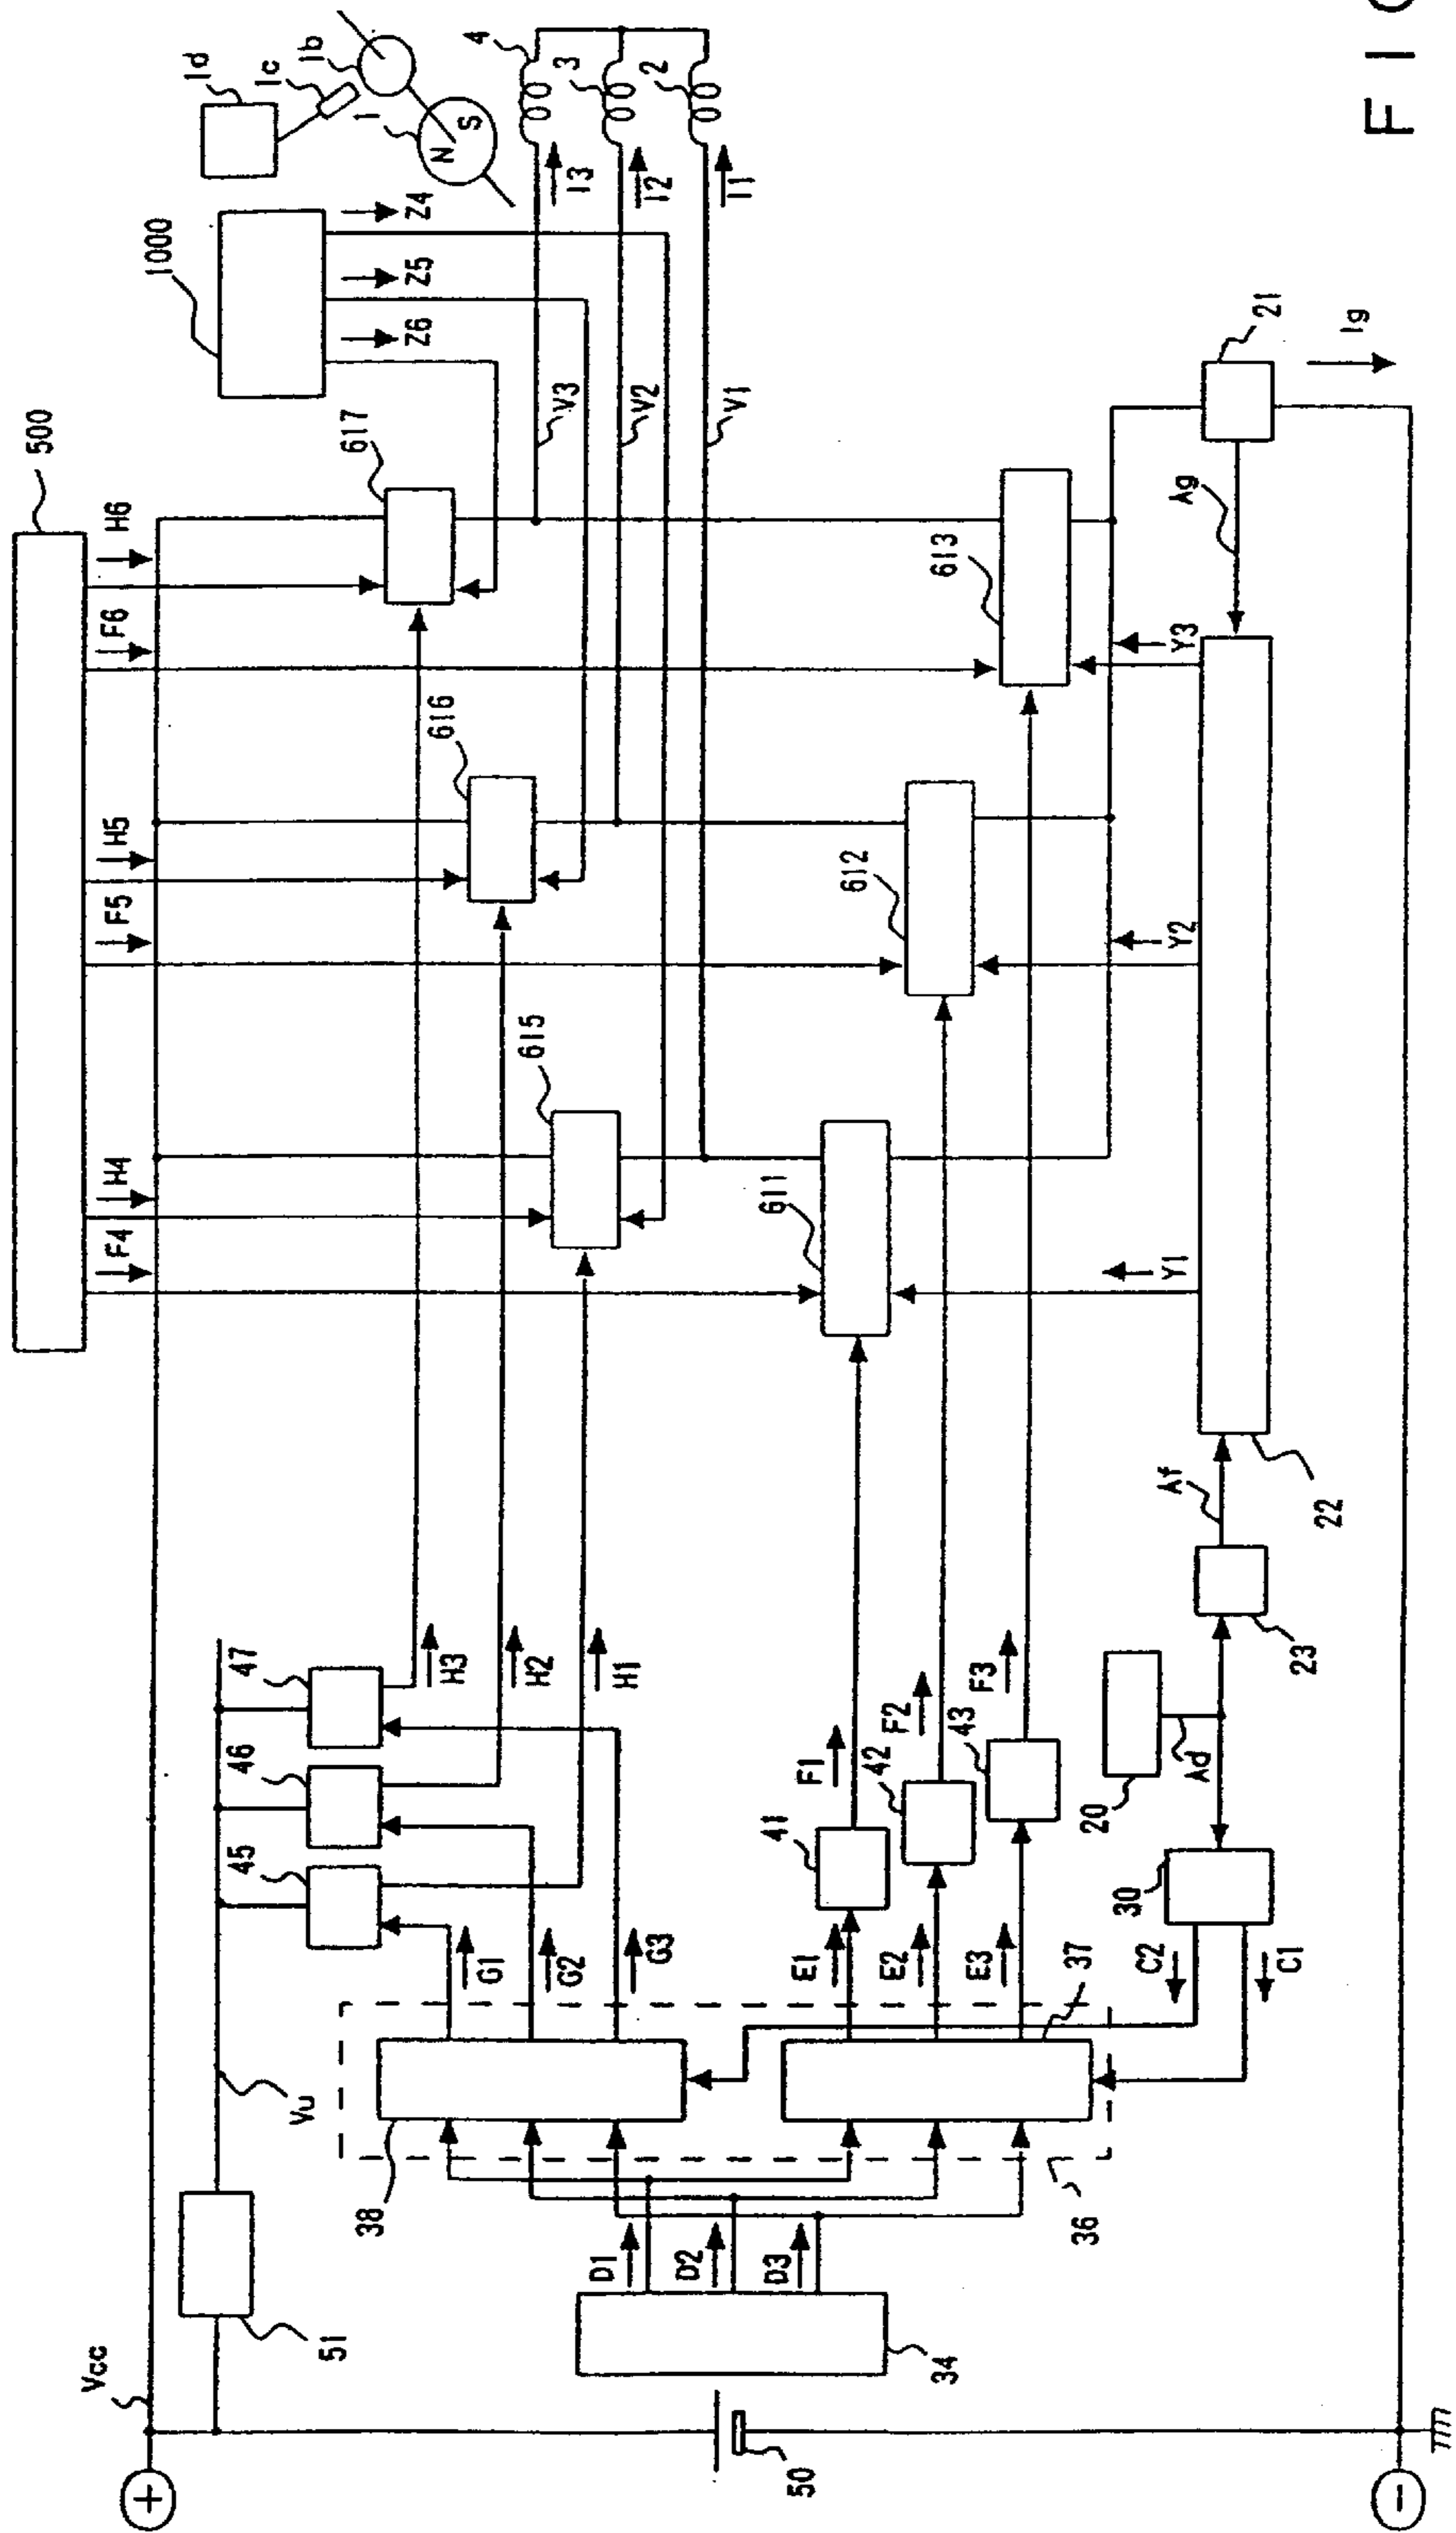 500
F4
H4
F5
H5
F6
H6
Vcc
51
Vu
45
46
47
H3
H2
H1
617
616
615
1000
Z6
Z5
Z4
1d
1c
1b
1
N
S
4
3
2
I3
I2
I1
V3
V2
V1
38
G1
G2
G3
34
D1
D2
D3
36
37
E1
E2
E3
41
42
43
F1
F2
F3
611
612
613
Y1
Y2
Y3
20
Ad
30
C2
C1
23
Af
22
Ag
21
Ig
50
+
-